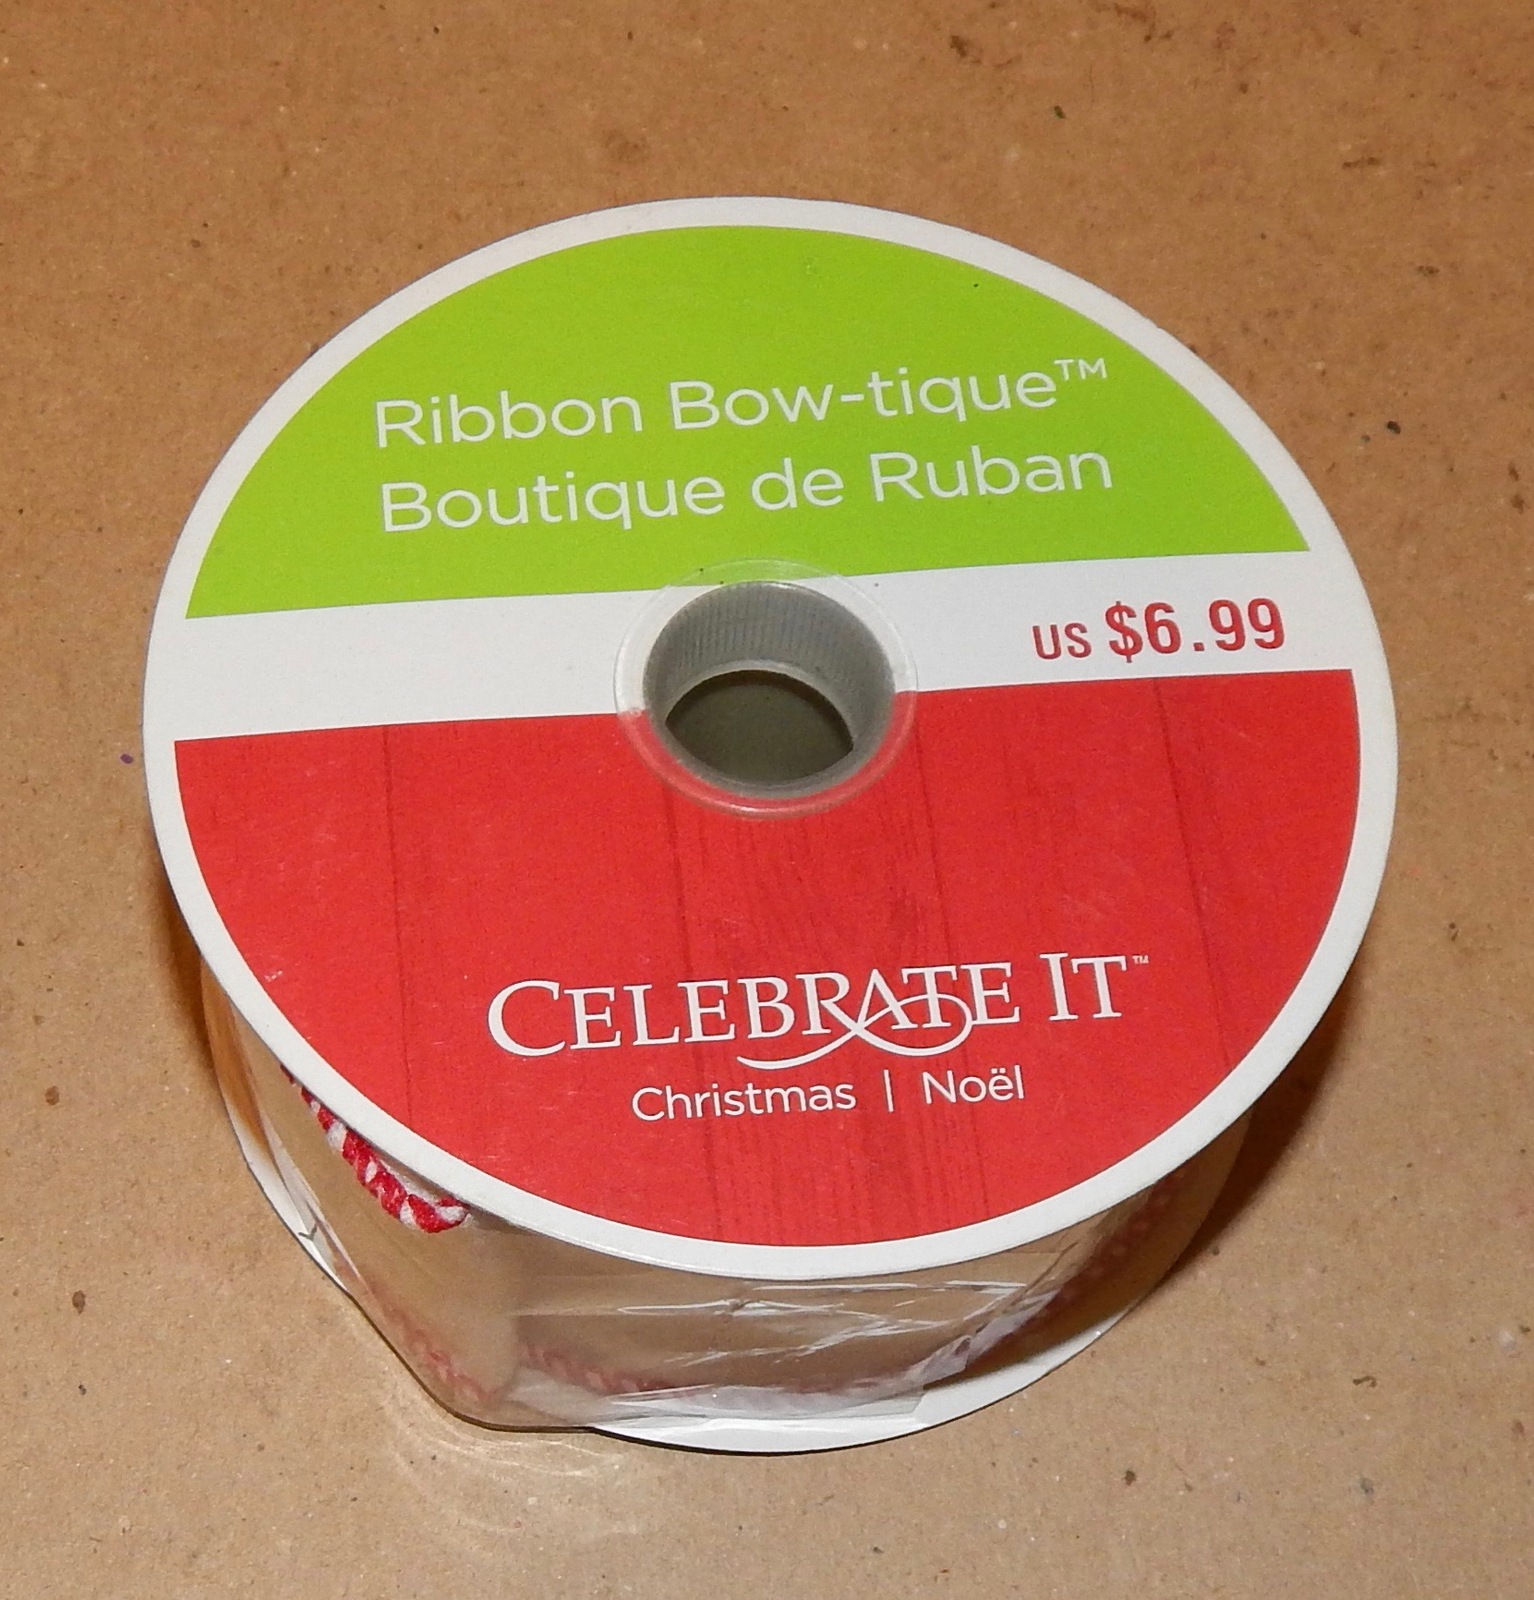 Ribbon Bow-tique™
Boutique de Ruban
US $6.99
CELEBRATE IT™
Christmas | Noël